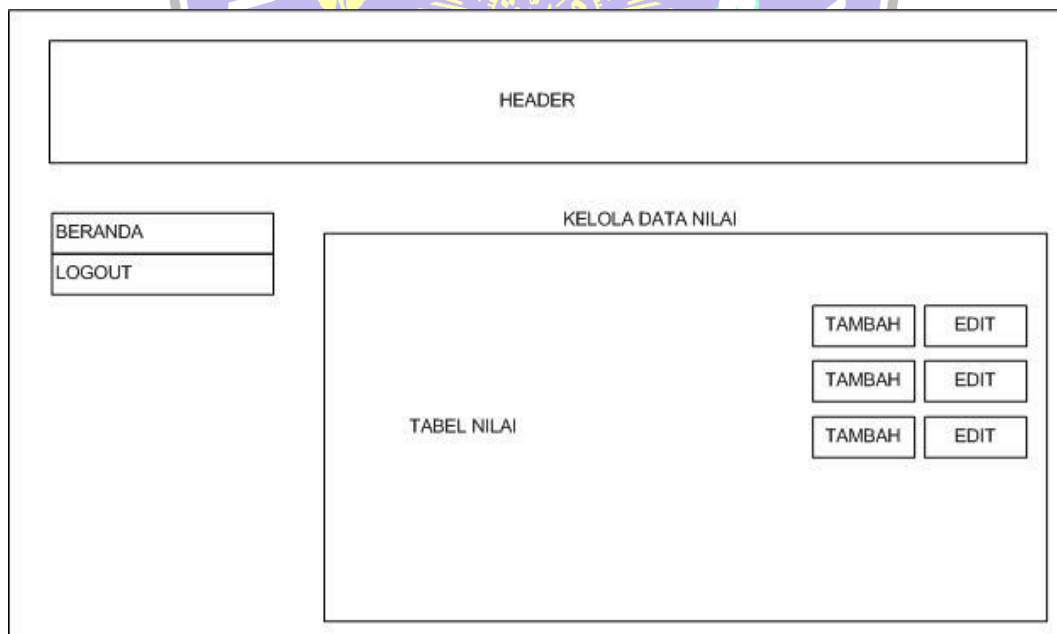 HEADER
BERANDA
LOGOUT
KELOLA DATA NILAI
TAMBAH EDIT
TAMBAH EDIT
TABEL NILAI
TAMBAH EDIT